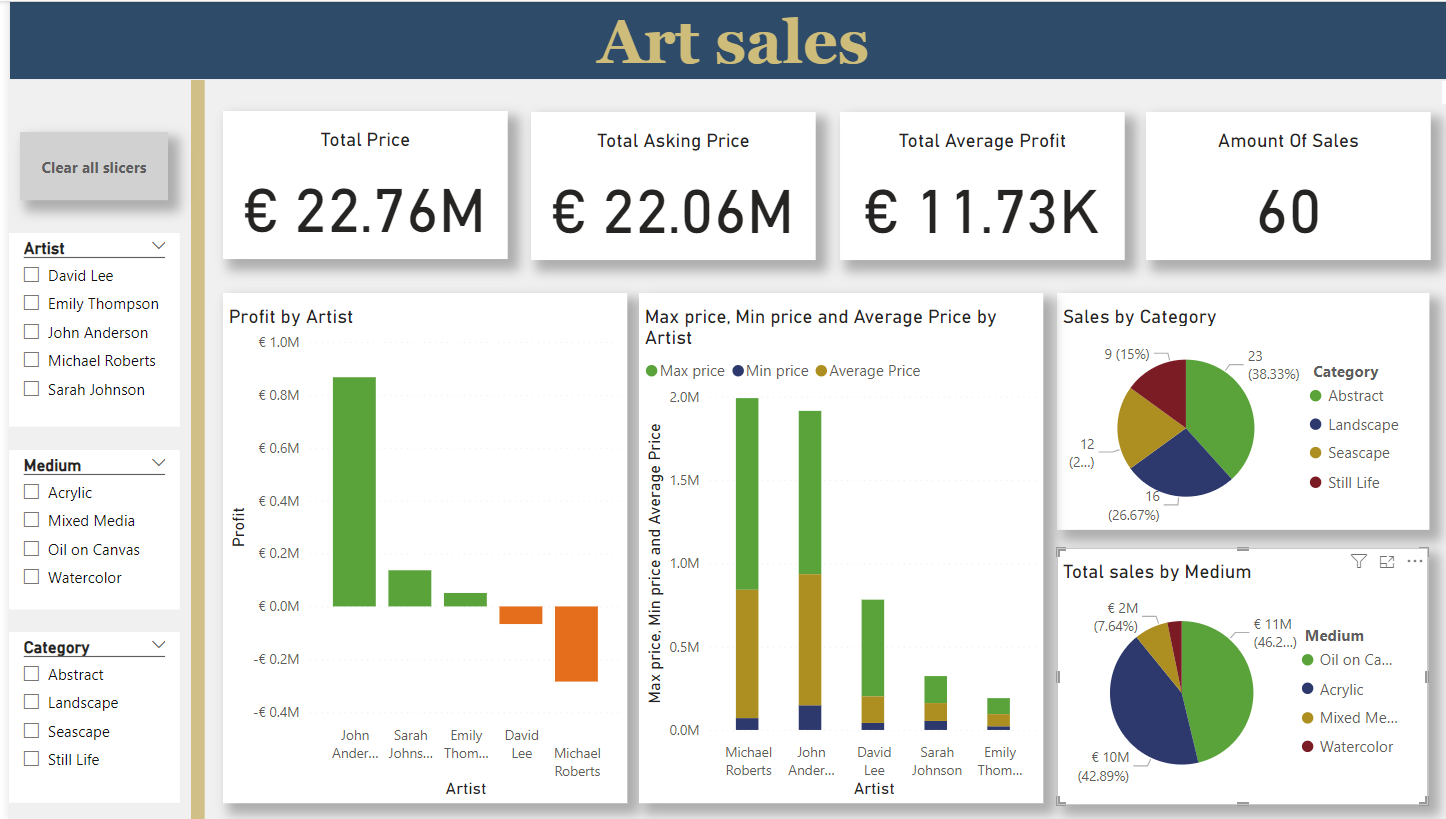 Art sales
Clear all slicers
Artist
David Lee
Emily Thompson
John Anderson
Michael Roberts
Sarah Johnson
Medium
Acrylic
Mixed Media
Oil on Canvas
Watercolor
Category
Abstract
Landscape
Seascape
Still Life
Total Price
€ 22.76M
Total Asking Price
€ 22.06M
Total Average Profit
€ 11.73K
Amount Of Sales
60
Profit by Artist
€ 1.0M
€ 0.8M
€ 0.6M
€ 0.4M
€ 0.2M
€ 0.0M
-€ 0.2M
-€ 0.4M
Profit
John
Ander...
Sarah
Johns...
Emily
Thom...
David
Lee
Michael
Roberts
Artist
Max price, Min price and Average Price by
Artist
Max price Min price Average Price
2.0M
1.5M
1.0M
0.5M
0.0M
Max price, Min price and Average Price
Michael
Roberts
John
Ander...
David
Lee
Sarah
Johnson
Emily
Thom...
Artist
Sales by Category
9 (15%)
23
(38.33%)
12
(2...)
16
(26.67%)
Category
Abstract
Landscape
Seascape
Still Life
Total sales by Medium
€ 2M
(7.64%)
€ 11M
(46.2...)
€ 10M
(42.89%)
Medium
Oil on Ca...
Acrylic
Mixed Me...
Watercolor